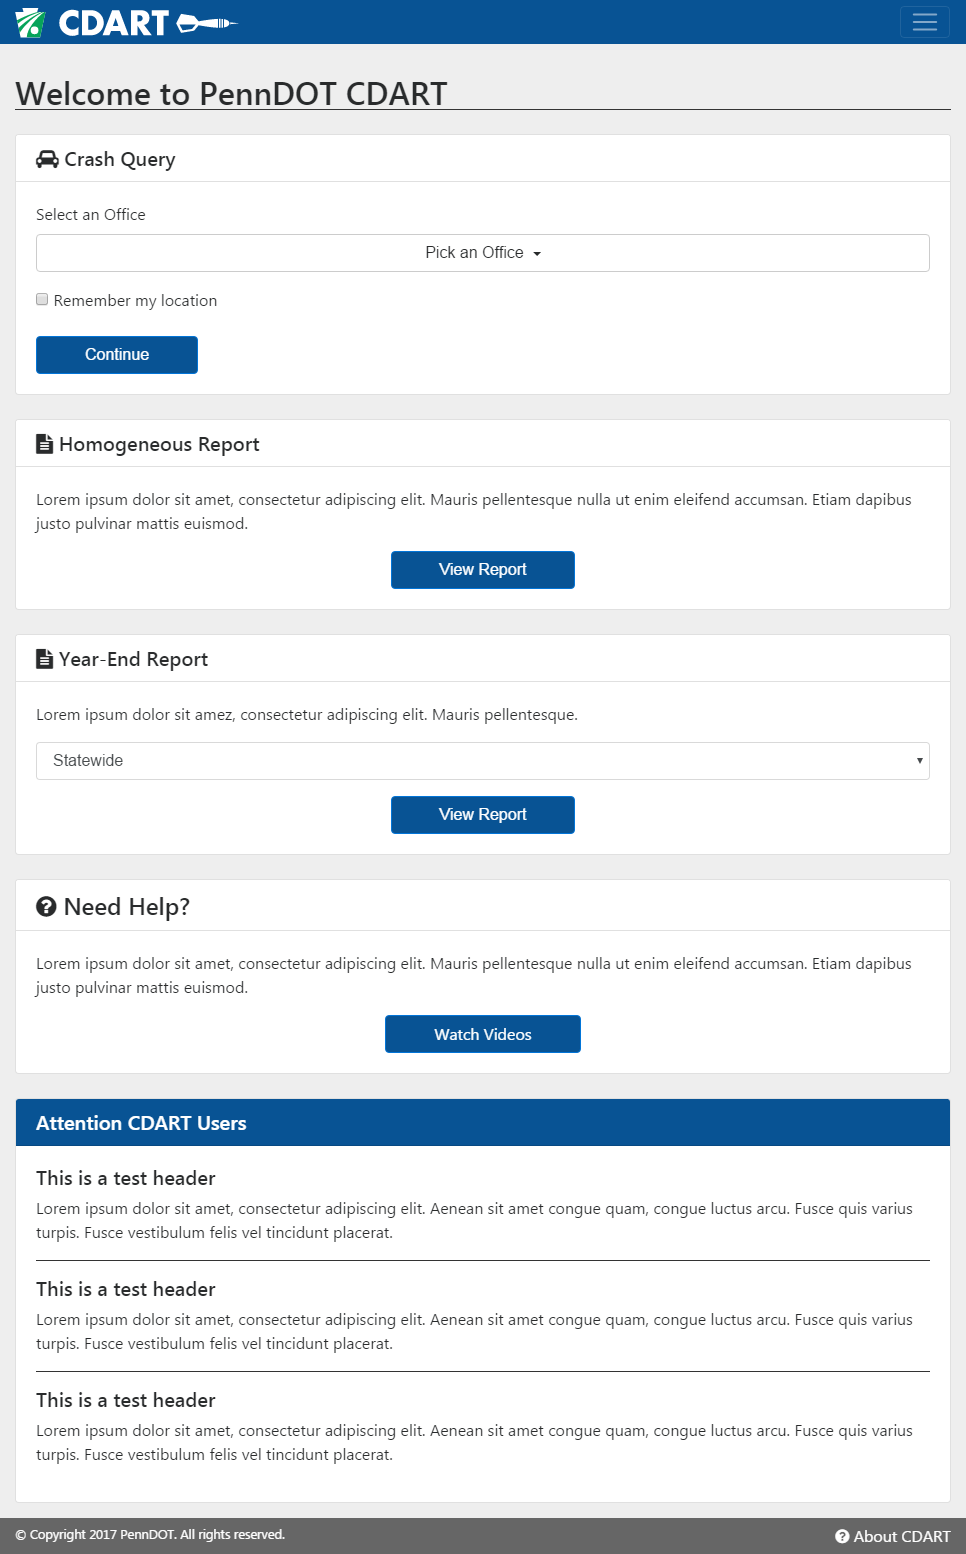 CDART
Welcome to PennDOT CDART
Crash Query
Select an Office
Pick an Office
Remember my location
Continue
Homogeneous Report
Lorem ipsum dolor sit amet, consectetur adipiscing elit. Mauris pellentesque nulla ut enim eleifend accumsan. Etiam dapibus
justo pulvinar mattis euismod.
View Report
Year-End Report
Lorem ipsum dolor sit amez, consectetur adipiscing elit. Mauris pellentesque.
Statewide
View Report
Need Help?
Lorem ipsum dolor sit amet, consectetur adipiscing elit. Mauris pellentesque nulla ut enim eleifend accumsan. Etiam dapibus
justo pulvinar mattis euismod.
Watch Videos
Attention CDART Users
This is a test header
Lorem ipsum dolor sit amet, consectetur adipiscing elit. Aenean sit amet congue quam, congue luctus arcu. Fusce quis varius
turpis. Fusce vestibulum felis vel tincidunt placerat.
This is a test header
Lorem ipsum dolor sit amet, consectetur adipiscing elit. Aenean sit amet congue quam, congue luctus arcu. Fusce quis varius
turpis. Fusce vestibulum felis vel tincidunt placerat.
This is a test header
Lorem ipsum dolor sit amet, consectetur adipiscing elit. Aenean sit amet congue quam, congue luctus arcu. Fusce quis varius
turpis. Fusce vestibulum felis vel tincidunt placerat.
© Copyright 2017 PennDOT. All rights reserved.
About CDART